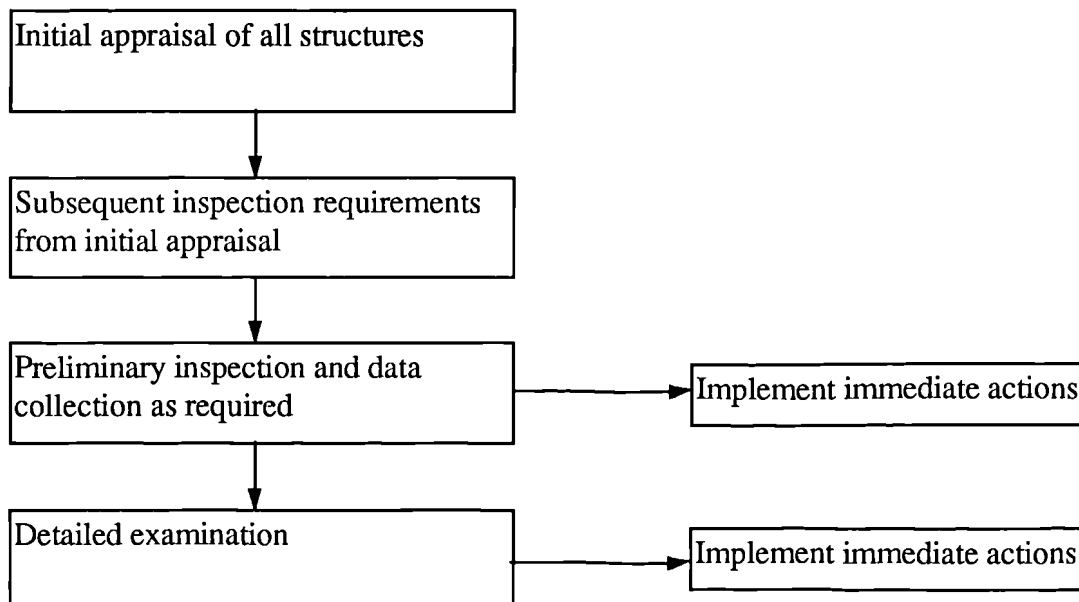 Initial appraisal of all structures
Subsequent inspection requirements
from initial appraisal
Preliminary inspection and data
collection as required
Implement immediate actions
Detailed examination
Implement immediate actions